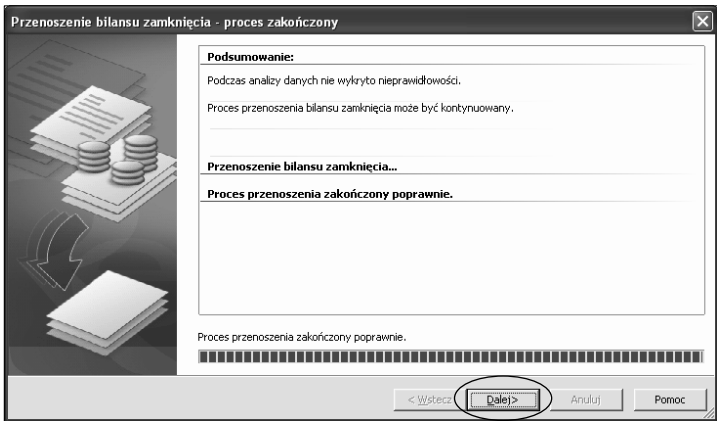 Przenoszenie bilansu zamknięcia - proces zakończony
Podsumowanie:
Podczas analizy danych nie wykryto nieprawidłowości.
Proces przenoszenia bilansu zamknięcia może być kontynuowany.
Przenoszenie bilansu zamknięcia...
Proces przenoszenia zakończony poprawnie.
Proces przenoszenia zakończony poprawnie.
< Wstecz Dalej> Anuluj Pomoc